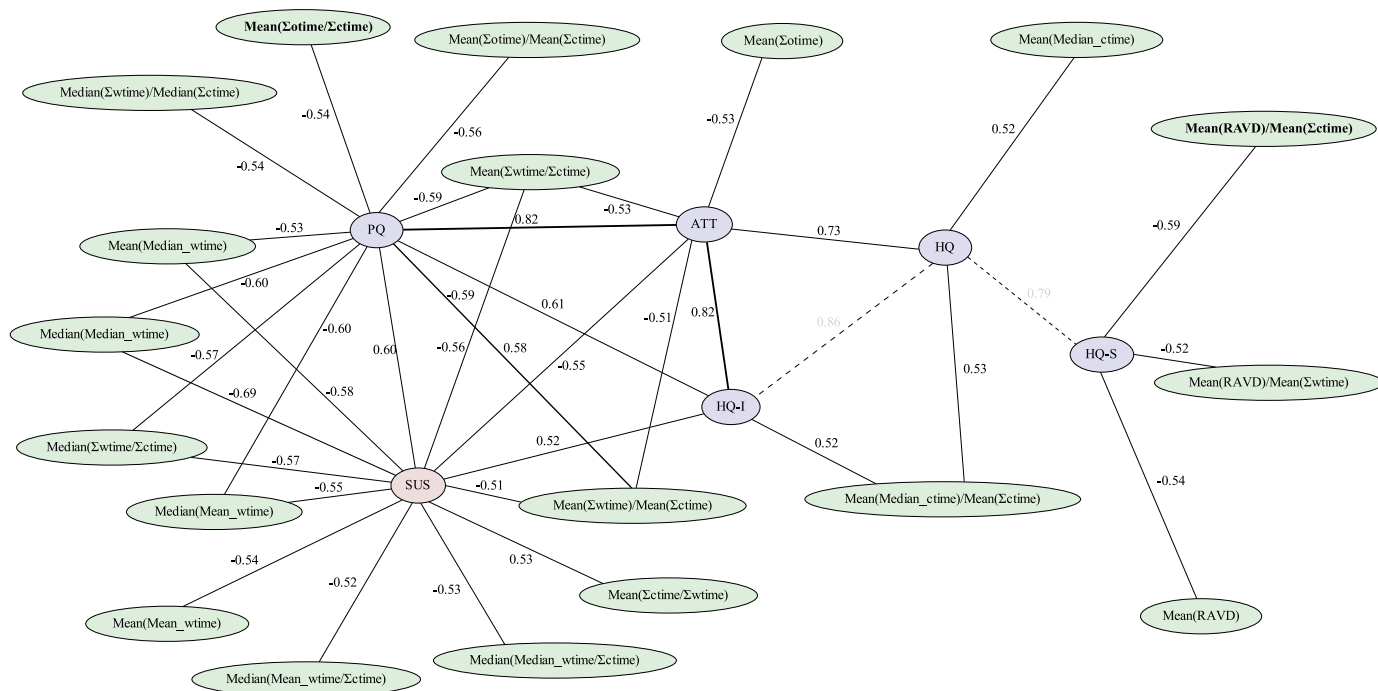 Mean(Σotime/Σctime)
Mean(Σotime)/Mean(Σctime)
Mean(Σotime)
Mean(Median_ctime)
Median(Σwtime)/Median(Σctime)
-0.54
-0.56
-0.53
0.52
Mean(RAVD)/Mean(Σctime)
-0.54
Mean(Σwtime/Σctime)
-0.59
-0.53
0.82
PQ
ATT
-0.53
0.73
HQ
-0.59
Mean(Median_wtime)
-0.60
-0.59
0.61
-0.51
0.82
0.86
0.79
Median(Median_wtime)
-0.60
-0.57
0.60
-0.56
0.58
-0.55
HQ-S
-0.52
Mean(RAVD)/Mean(Σwtime)
0.53
-0.69
-0.58
HQ-I
Median(Σwtime/Σctime)
-0.57
0.52
0.52
SUS
-0.55
-0.51
-0.54
Median(Mean_wtime)
Mean(Σwtime)/Mean(Σctime)
Mean(Median_ctime)/Mean(Σctime)
-0.54
-0.52
-0.53
0.53
Mean(Σctime/Σwtime)
Mean(Mean_wtime)
Mean(RAVD)
Median(Median_wtime/Σctime)
Median(Mean_wtime/Σctime)